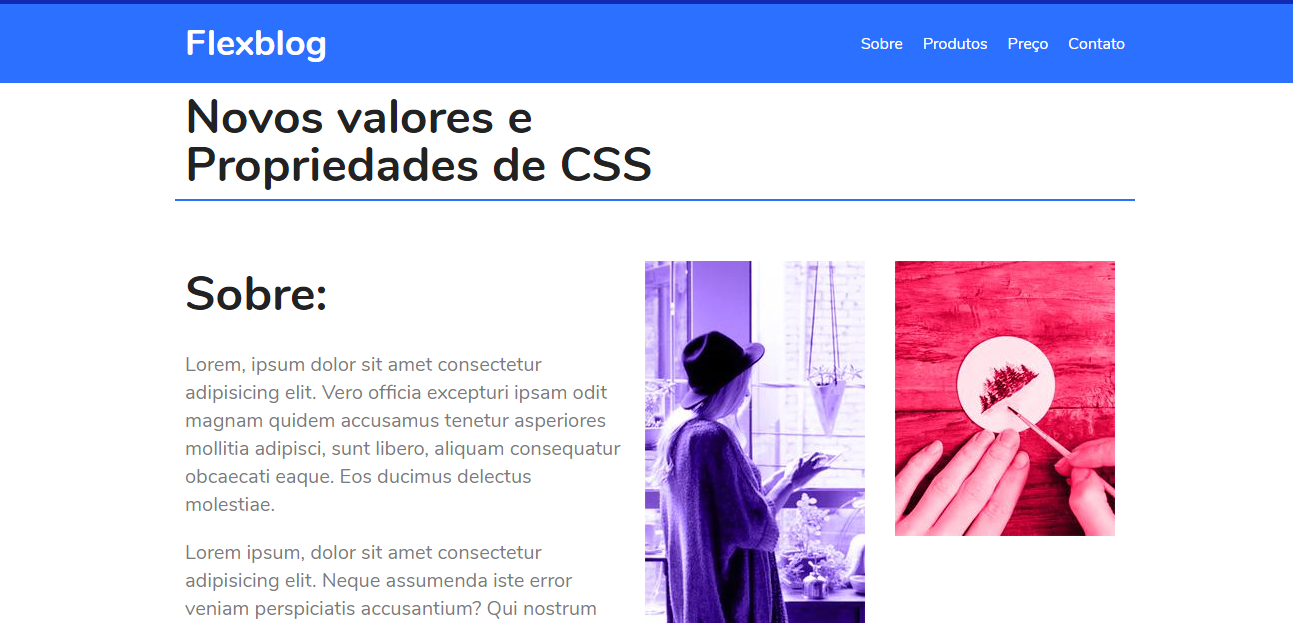 Flexblog
Sobre Produtos Preço Contato
Novos valores e
Propriedades de CSS
Sobre:
Lorem, ipsum dolor sit amet consectetur
adipisicing elit. Vero officia excepturi ipsam odit
magnam quidem accusamus tenetur asperiores
mollitia adipisci, sunt libero, aliquam consequatur
obcaecati eaque. Eos ducimus delectus
molestiae.
Lorem ipsum, dolor sit amet consectetur
adipisicing elit. Neque assumenda iste error
veniam perspiciatis accusantium? Qui nostrum